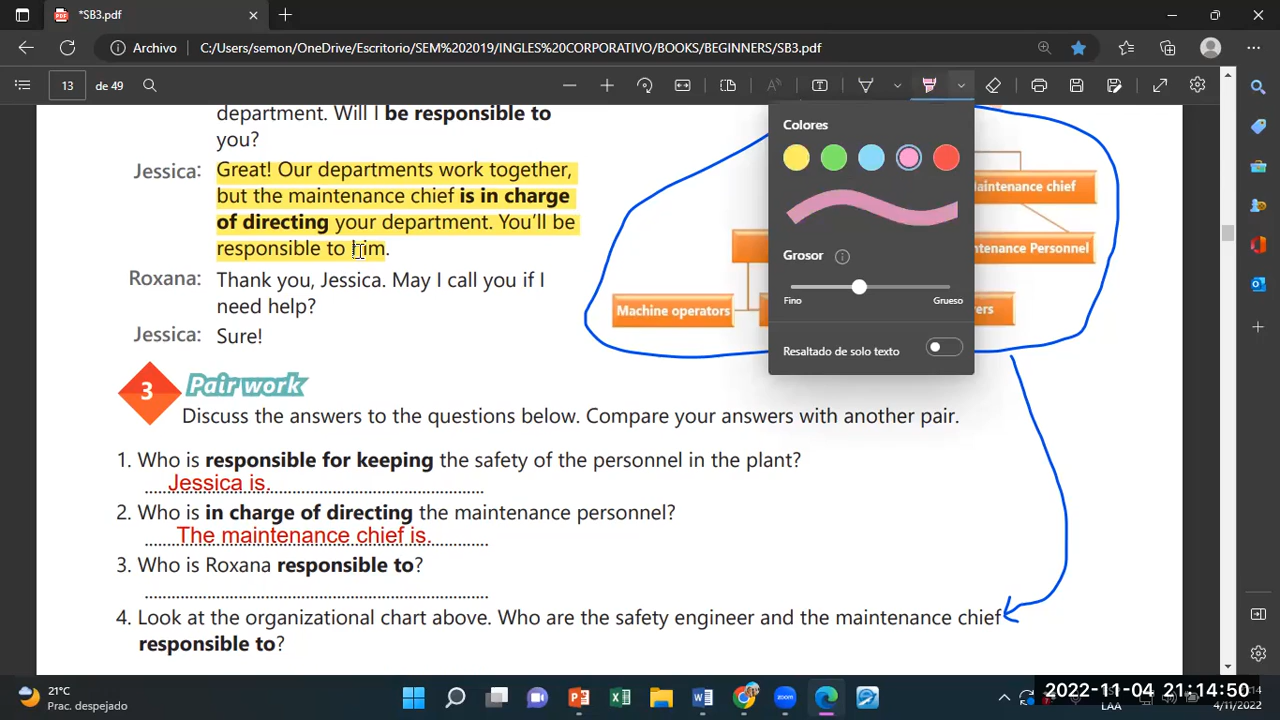 *SB3.pdf
Archivo
C:/Users/semon/OneDrive/Escritorio/SEM%202019/INGLES%20CORPORATIVO/BOOKS/BEGINNERS/SB3.pdf
13
de 49
department. Will I be responsible to
you?
Jessica:
Great! Our departments work together,
but the maintenance chief is in charge
of directing your department. You'll be
responsible to him.
Roxana:
Thank you, Jessica. May I call you if I
need help?
Jessica:
Sure!
Colores
Grosor
Fino
Grueso
Resaltado de solo texto
Machine operators
3
Pair work
Discuss the answers to the questions below. Compare your answers with another pair.
1. Who is responsible for keeping the safety of the personnel in the plant?
Jessica is.
2. Who is in charge of directing the maintenance personnel?
The maintenance chief is.
3. Who is Roxana responsible to?
4. Look at the organizational chart above. Who are the safety engineer and the maintenance chief
responsible to?
21°C
Prac. despejado
LAA
2022-11-04 21:14:50
4/11/2022